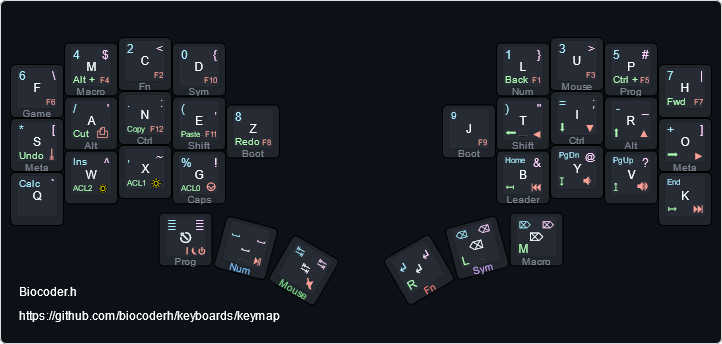 6 \ F F6 Game
4 $ M Alt + F4 Macro
2 < C F2 Fn
0 { D F10 Sym
1 } L Back F1 Num
3 > U F3 Mouse
5 # P Ctrl + F5 Prog
7 | H Fwd F7
* [ S Undo Meta
/ ' A Cut Alt
. : N Copy F12 Ctrl
( , E Paste F11 Shift
8 Z Redo F8 Boot
9 J F9 Boot
) " T Shift
= ; I Ctrl
- _ R Alt
+ ] O Meta
Calc ` Q
Ins ^ W ACL2
' ~ X ACL1
% ! G ACL0 Caps
Home & B Leader
PgDn @ Y
PgUp ? V
End K
Prog
Num
Mouse
R Fn
L Sym
M Macro
Biocoder.h
https://github.com/biocoderh/keyboards/keymap